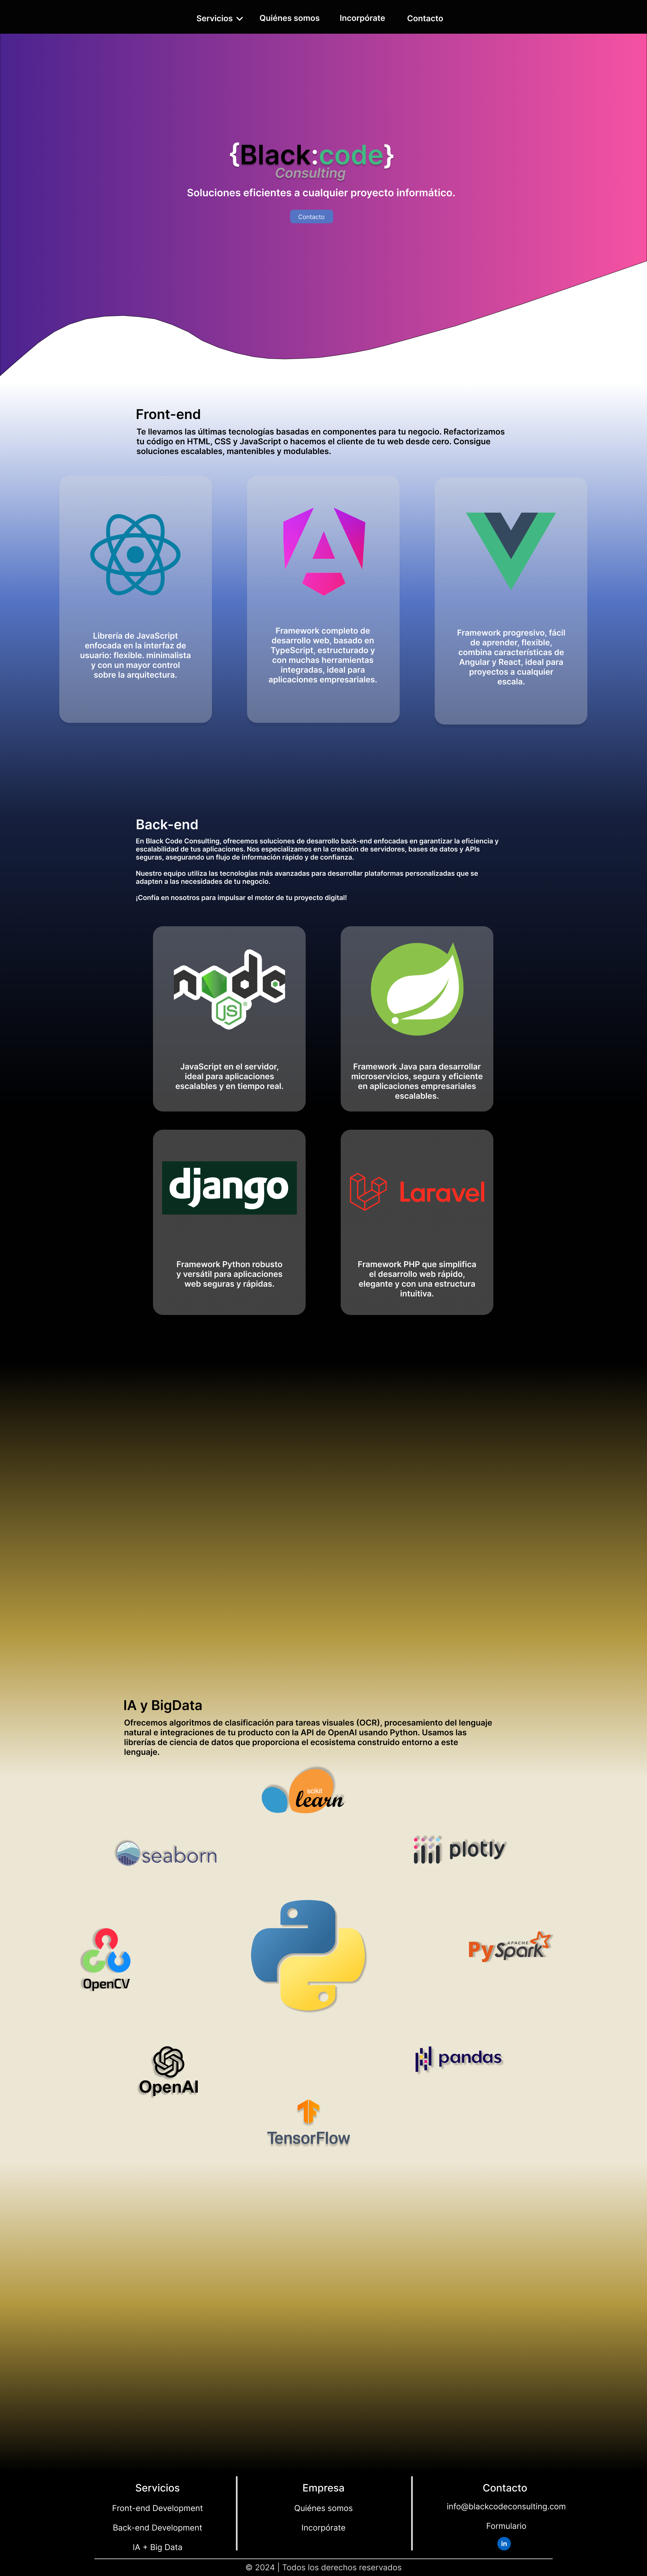 Servicios Quiénes somos Incorpórate Contacto
{Black:code}
Consulting
Soluciones eficientes a cualquier proyecto informático.
Contacto
Front-end
Te llevamos las últimas tecnologías basadas en componentes para tu negocio. Refactorizamos
tu código en HTML, CSS y JavaScript o hacemos el cliente de tu web desde cero. Consigue
soluciones escalables, mantenibles y modulables.
Librería de JavaScript
enfocada en la interfaz de
usuario: flexible. minimalista
y con un mayor control
sobre la arquitectura.
Framework completo de
desarrollo web, basado en
TypeScript, estructurado y
con muchas herramientas
integradas, ideal para
aplicaciones empresariales.
Framework progresivo, fácil
de aprender, flexible,
combina características de
Angular y React, ideal para
proyectos a cualquier
escala.
Back-end
En Black Code Consulting, ofrecemos soluciones de desarrollo back-end enfocadas en garantizar la eficiencia y
escalabilidad de tus aplicaciones. Nos especializamos en la creación de servidores, bases de datos y APIs
seguras, asegurando un flujo de información rápido y de confianza.
Nuestro equipo utiliza las tecnologías más avanzadas para desarrollar plataformas personalizadas que se
adapten a las necesidades de tu negocio.
¡Confía en nosotros para impulsar el motor de tu proyecto digital!
node
JS
JavaScript en el servidor,
ideal para aplicaciones
escalables y en tiempo real.
Framework Java para desarrollar
microservicios, segura y eficiente
en aplicaciones empresariales
escalables.
django
Framework Python robusto
y versátil para aplicaciones
web seguras y rápidas.
Laravel
Framework PHP que simplifica
el desarrollo web rápido,
elegante y con una estructura
intuitiva.
IA y BigData
Ofrecemos algoritmos de clasificación para tareas visuales (OCR), procesamiento del lenguaje
natural e integraciones de tu producto con la API de OpenAI usando Python. Usamos las
librerías de ciencia de datos que proporciona el ecosistema construido entorno a este
lenguaje.
scikit
learn
seaborn
plotly
OpenCV
APACHE
PySpark
OpenAI
pandas
TensorFlow
Servicios
Front-end Development
Back-end Development
IA + Big Data
Empresa
Quiénes somos
Incorpórate
Contacto
info@blackcodeconsulting.com
Formulario
in
© 2024 | Todos los derechos reservados